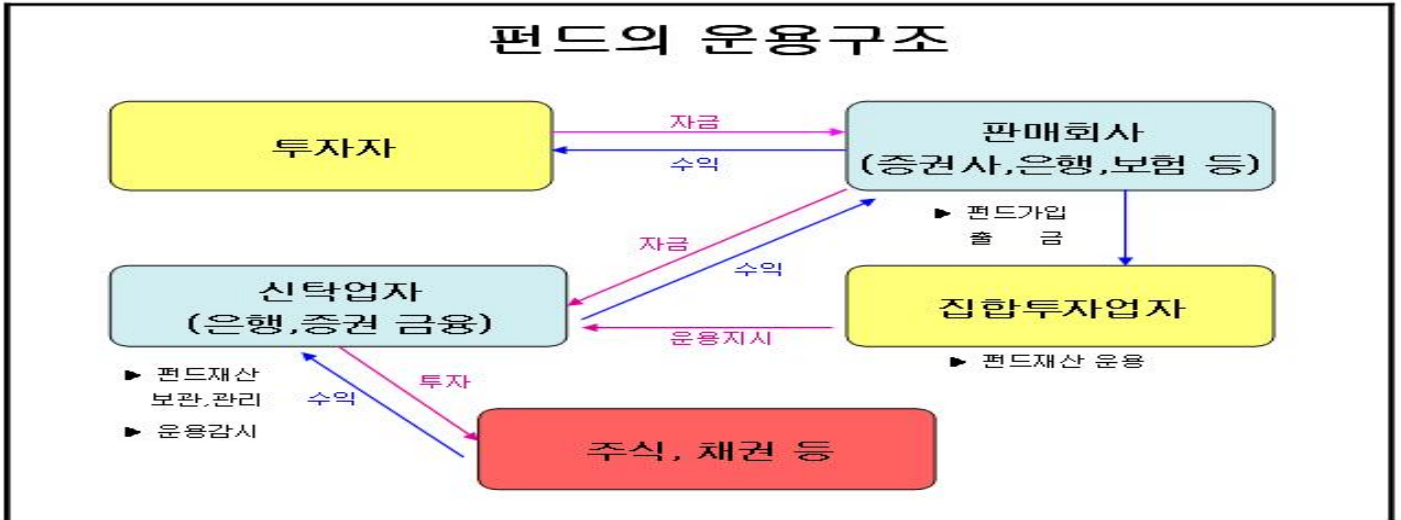 펀드의 운용구조
투자자
자금
수익
판매회사
(증권사,은행,보험 등)
▶ 펀드가입
출 금
자금
수익
신탁업자
(은행,증권 금융)
운용지시
집합투자업자
▶ 펀드재산 운용
▶ 펀드재산
보관,관리
▶ 운용감시
투자
수익
주식, 채권 등